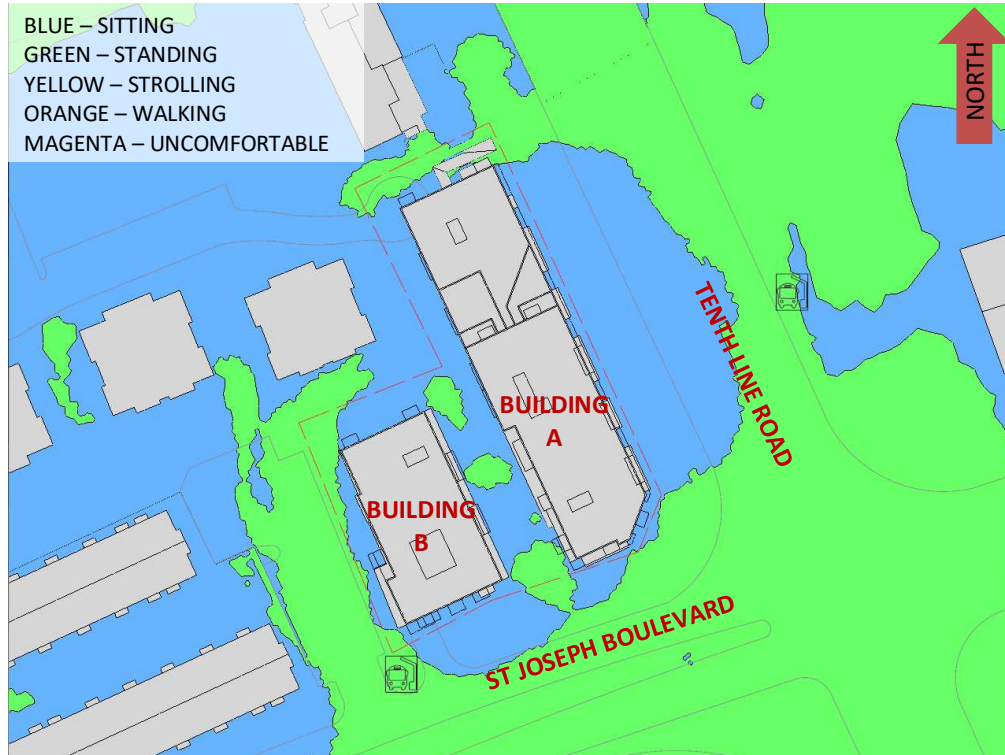 BLUE – SITTING
GREEN – STANDING
YELLOW – STROLLING
ORANGE – WALKING
MAGENTA – UNCOMFORTABLE
NORTH
TENTH LINE ROAD
BUILDING
A
BUILDING
B
ST JOSEPH BOULEVARD